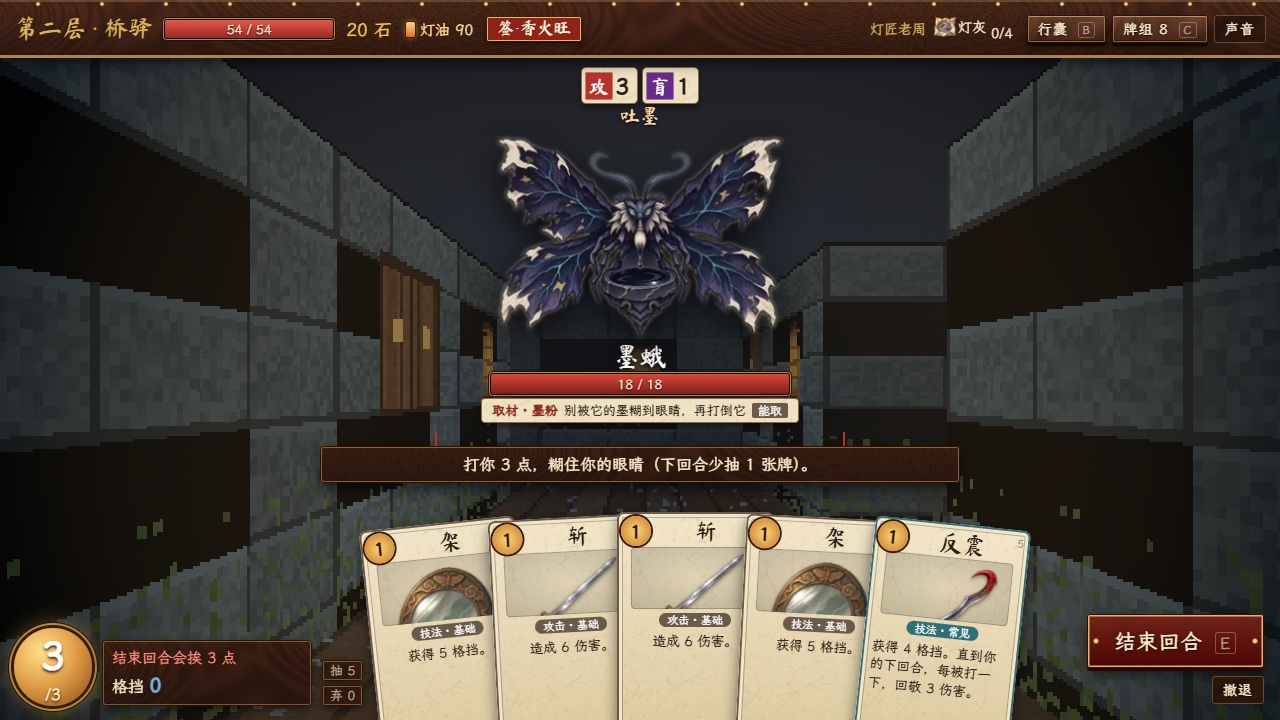 第二层·桥驿 54 / 54 20 石 灯油 90 签·香火旺 灯匠老周 灯灰 0/4 行囊 B 牌组 8 C 声音
攻 3 盲 1
吐墨
墨蛾
18 / 18
取材·墨粉 别被它的墨糊到眼睛，再打倒它 能取
打你 3 点，糊住你的眼睛（下回合少抽 1 张牌）。
1 架
技法·基础
获得 5 格挡。
1 斩
攻击·基础
造成 6 伤害。
1 斩
攻击·基础
造成 6 伤害。
1 架
技法·基础
获得 5 格挡。
1 反震 5
技法·常见
获得 4 格挡。直到你
的下回合，每被打一
下，回敬 3 伤害。
3
/3
结束回合会挨 3 点
格挡 0
抽 5
弃 0
结束回合 E
撤退